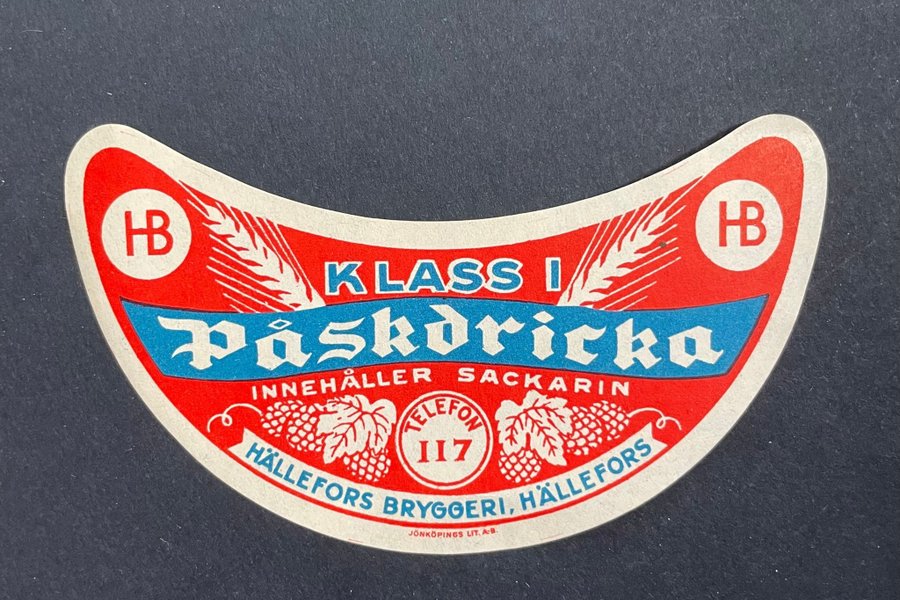 HB
HB
KLASS I
Påskdricka
INNEHÅLLER SACKARIN
TELEFON
117
HÄLLEFORS BRYGGERI, HÄLLEFORS
JÖNKÖPINGS LIT. A.-B.